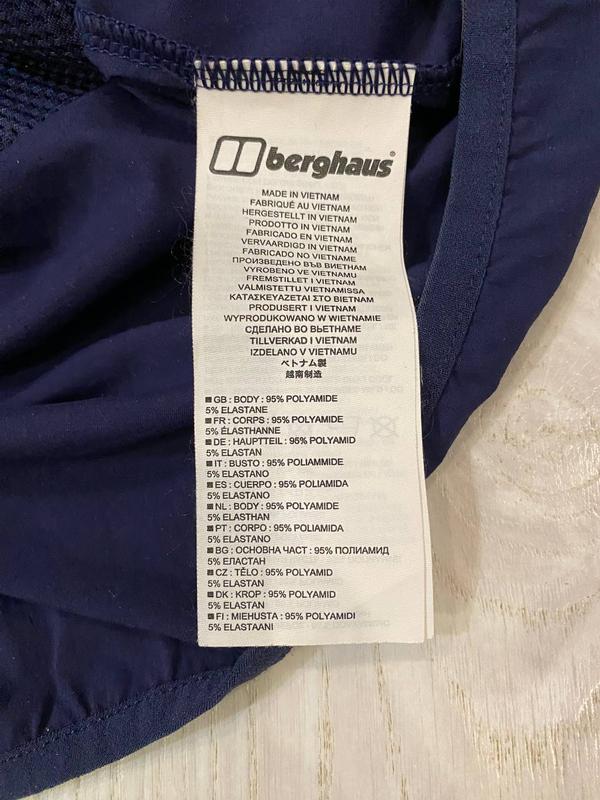 berghaus®
MADE IN VIETNAM
FABRIQUÉ AU VIETNAM
HERGESTELLT IN VIETNAM
PRODOTTO IN VIETNAM
FABRICADO EN VIETNAM
VERVAARDIGD IN VIETNAM
FABRICADO NO VIETNAME
ПРОИЗВЕДЕНО ВЪВ ВИЕТНАМ
VYROBENO VE VIETNAMU
FREMSTILLET I VIETNAM
VALMISTETTU VIETNAMISSA
ΚΑΤΑΣΚΕΥΑΖΕΤΑΙ ΣΤΟ ΒΙΕΤΝΑΜ
PRODUSERT I VIETNAM
WYPRODUKOWANO W WIETNAMIE
СДЕЛАНО ВО ВЬЕТНАМЕ
TILLVERKAD I VIETNAM
IZDELANO V VIETNAMU
ベトナム製
越南制造
GB : BODY : 95% POLYAMIDE
5% ELASTANE
FR : CORPS : 95% POLYAMIDE
5% ÉLASTHANNE
DE : HAUPTTEIL : 95% POLYAMID
5% ELASTAN
IT : BUSTO : 95% POLIAMMIDE
5% ELASTANO
ES : CUERPO : 95% POLIAMIDA
5% ELASTANO
NL : BODY : 95% POLYAMIDE
5% ELASTHAN
PT : CORPO : 95% POLIAMIDA
5% ELASTANO
BG : ОСНОВНА ЧАСТ : 95% ПОЛИАМИД
5% ЕЛАСТАН
CZ : TĚLO : 95% POLYAMID
5% ELASTAN
DK : KROP : 95% POLYAMID
5% ELASTAN
FI : MIEHUSTA : 95% POLYAMIDI
5% ELASTAANI